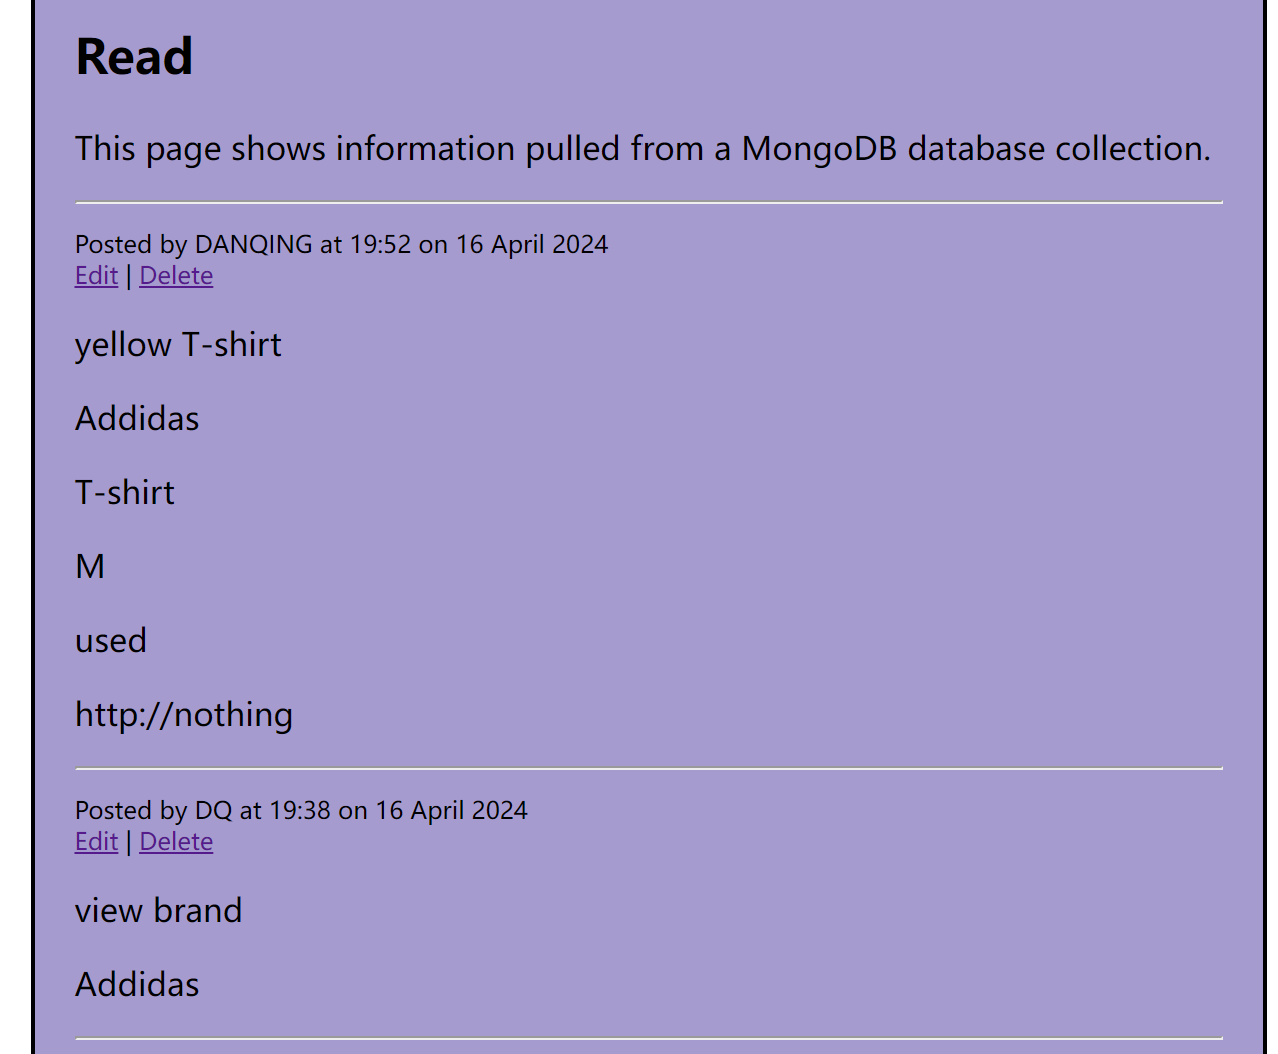 Read
This page shows information pulled from a MongoDB database collection.
Posted by DANQING at 19:52 on 16 April 2024
Edit | Delete
yellow T-shirt
Addidas
T-shirt
M
used
http://nothing
Posted by DQ at 19:38 on 16 April 2024
Edit | Delete
view brand
Addidas